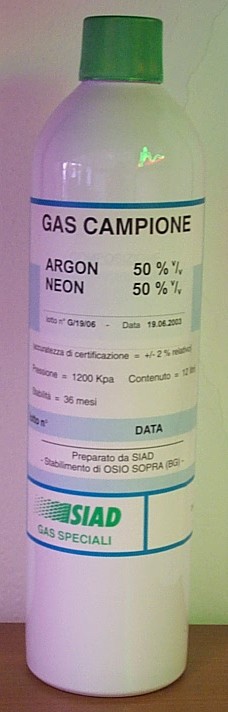 GAS CAMPIONE
ARGON 50 % v/v
NEON 50 % v/v
lotto n° G/19/06 - Data 19.06.2003
accuratezza di certificazione = +/- 2 % relativo
Pressione = 1200 Kpa Contenuto = 12
Stabilità = 36 mesi
lotto n° DATA
Preparato da SIAD
- Stabilimento di OSIO SOPRA (BG) -
SIAD
GAS SPECIALI